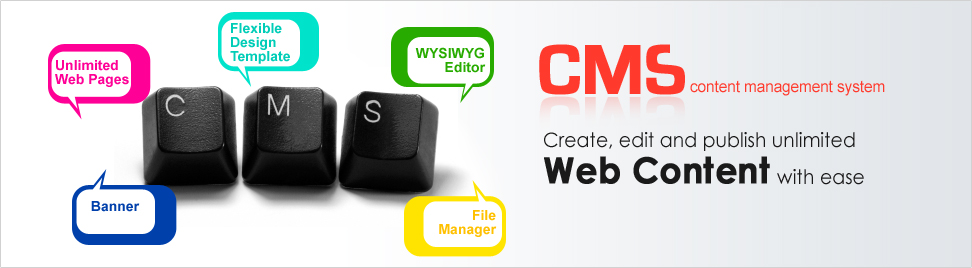 Unlimited
Web Pages
Flexible
Design
Template
WYSIWYG
Editor
C
M
S
Banner
File
Manager
CMS content management system
Create, edit and publish unlimited
Web Content with ease